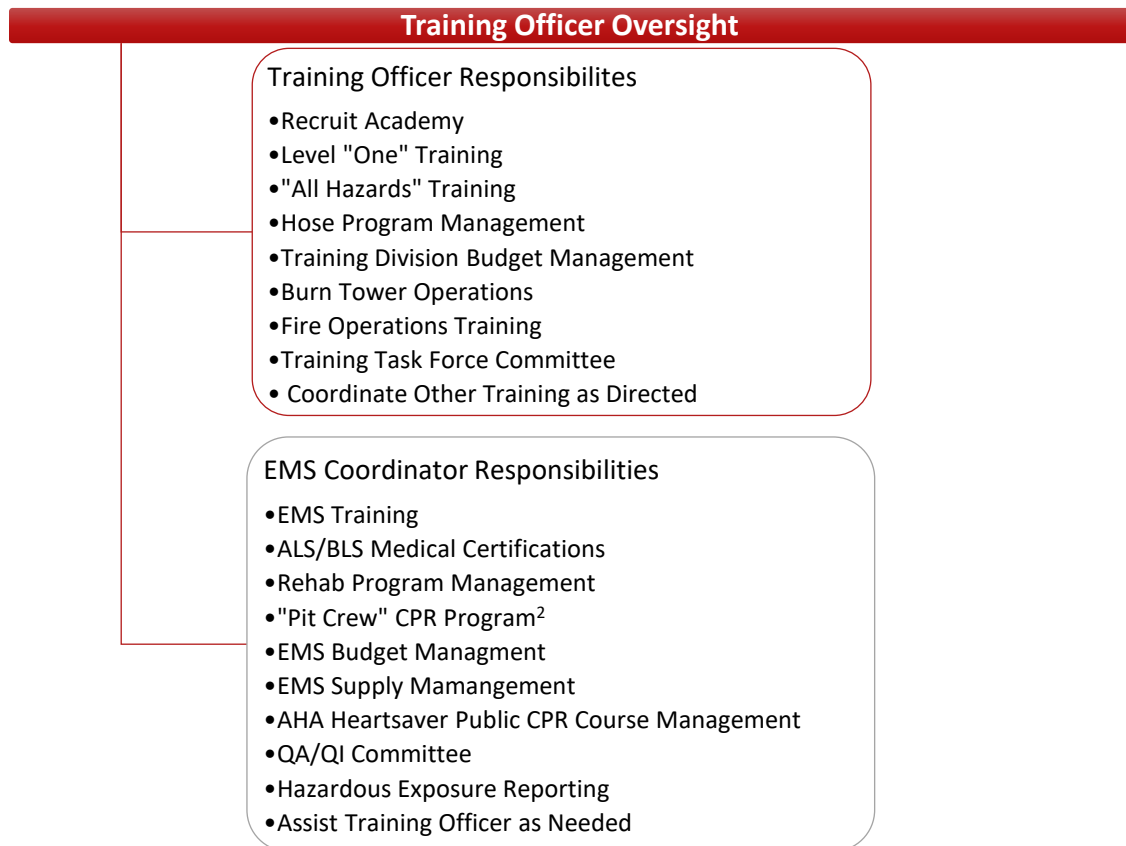 Training Officer Oversight
Training Officer Responsibilites
•Recruit Academy
•Level "One" Training
•"All Hazards" Training
•Hose Program Management
•Training Division Budget Management
•Burn Tower Operations
•Fire Operations Training
•Training Task Force Committee
• Coordinate Other Training as Directed
EMS Coordinator Responsibilities
•EMS Training
•ALS/BLS Medical Certifications
•Rehab Program Management
•"Pit Crew" CPR Program²
•EMS Budget Managment
•EMS Supply Mamangement
•AHA Heartsaver Public CPR Course Management
•QA/QI Committee
•Hazardous Exposure Reporting
•Assist Training Officer as Needed